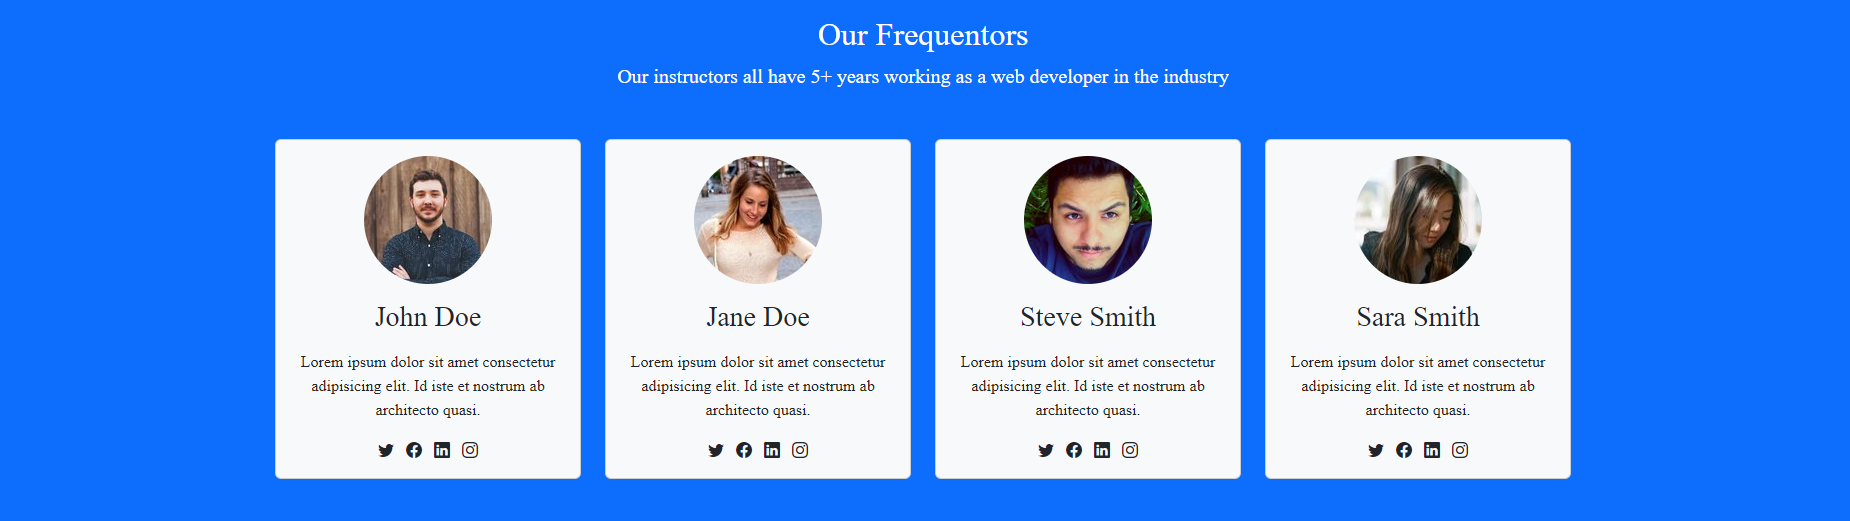 Our Frequentors
Our instructors all have 5+ years working as a web developer in the industry
John Doe
Lorem ipsum dolor sit amet consectetur
adipisicing elit. Id iste et nostrum ab
architecto quasi.
Jane Doe
Lorem ipsum dolor sit amet consectetur
adipisicing elit. Id iste et nostrum ab
architecto quasi.
Steve Smith
Lorem ipsum dolor sit amet consectetur
adipisicing elit. Id iste et nostrum ab
architecto quasi.
Sara Smith
Lorem ipsum dolor sit amet consectetur
adipisicing elit. Id iste et nostrum ab
architecto quasi.